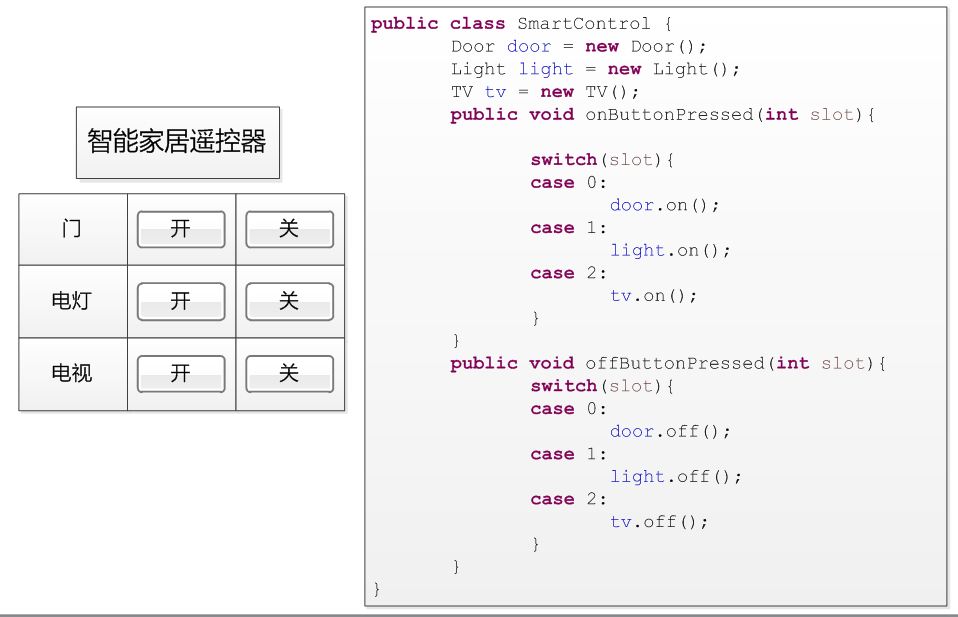 智能家居遥控器
门 开 关
电灯 开 关
电视 开 关
public class SmartControl {
Door door = new Door();
Light light = new Light();
TV tv = new TV();
public void onButtonPressed(int slot){
switch(slot){
case 0:
door.on();
case 1:
light.on();
case 2:
tv.on();
}
}
public void offButtonPressed(int slot){
switch(slot){
case 0:
door.off();
case 1:
light.off();
case 2:
tv.off();
}
}
}